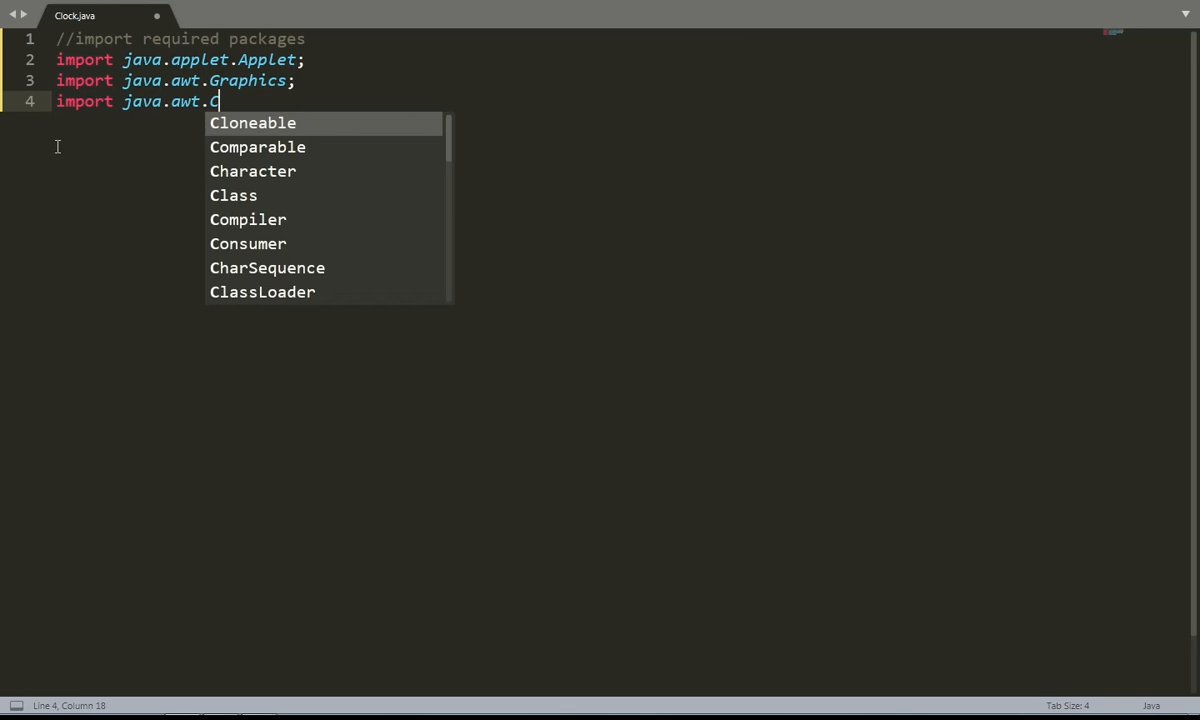 Clock.java
1 //import required packages
2 import java.applet.Applet;
3 import java.awt.Graphics;
4 import java.awt.C
Cloneable
Comparable
Character
Class
Compiler
Consumer
CharSequence
ClassLoader
Line 4, Column 18
Tab Size: 4
Java